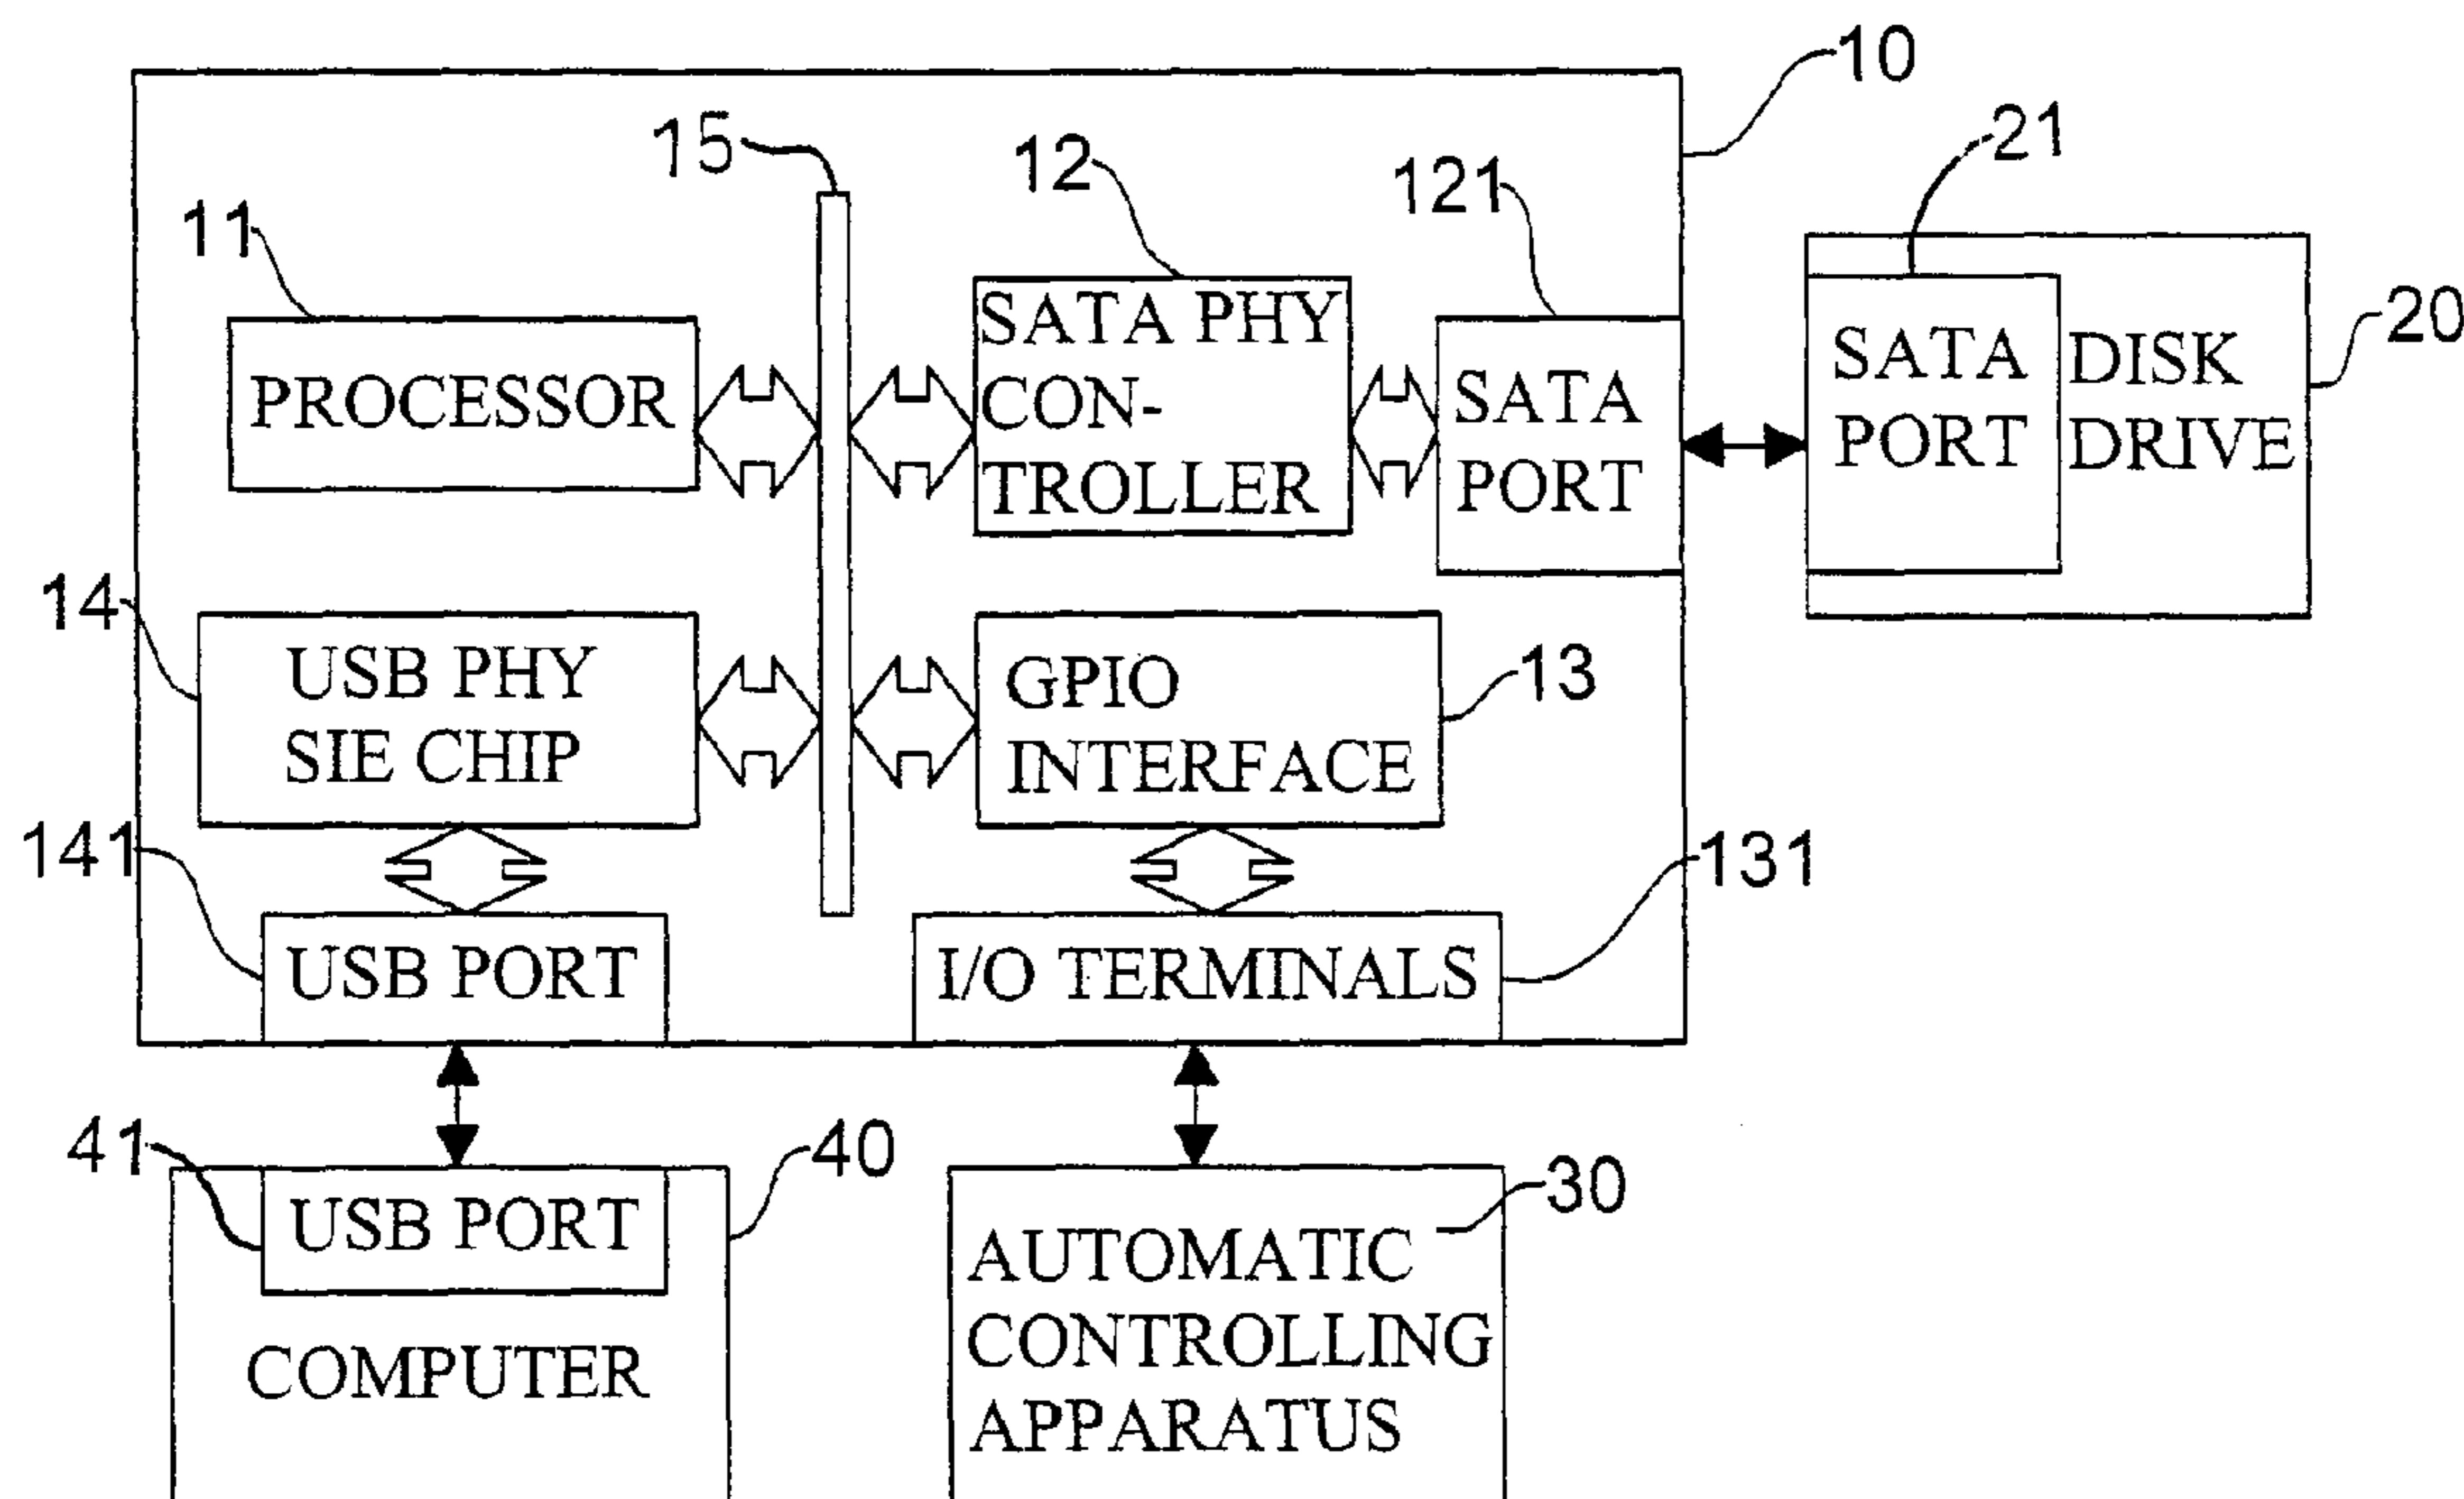 10
15
12
121
21
11
SATA PHY
CON-
TROLLER
PROCESSOR
SATA
PORT
SATA
PORT
DISK
DRIVE
20
14
USB PHY
SIE CHIP
GPIO
INTERFACE
13
141
131
USB PORT
I/O TERMINALS
41
40
30
USB PORT
COMPUTER
AUTOMATIC
CONTROLLING
APPARATUS